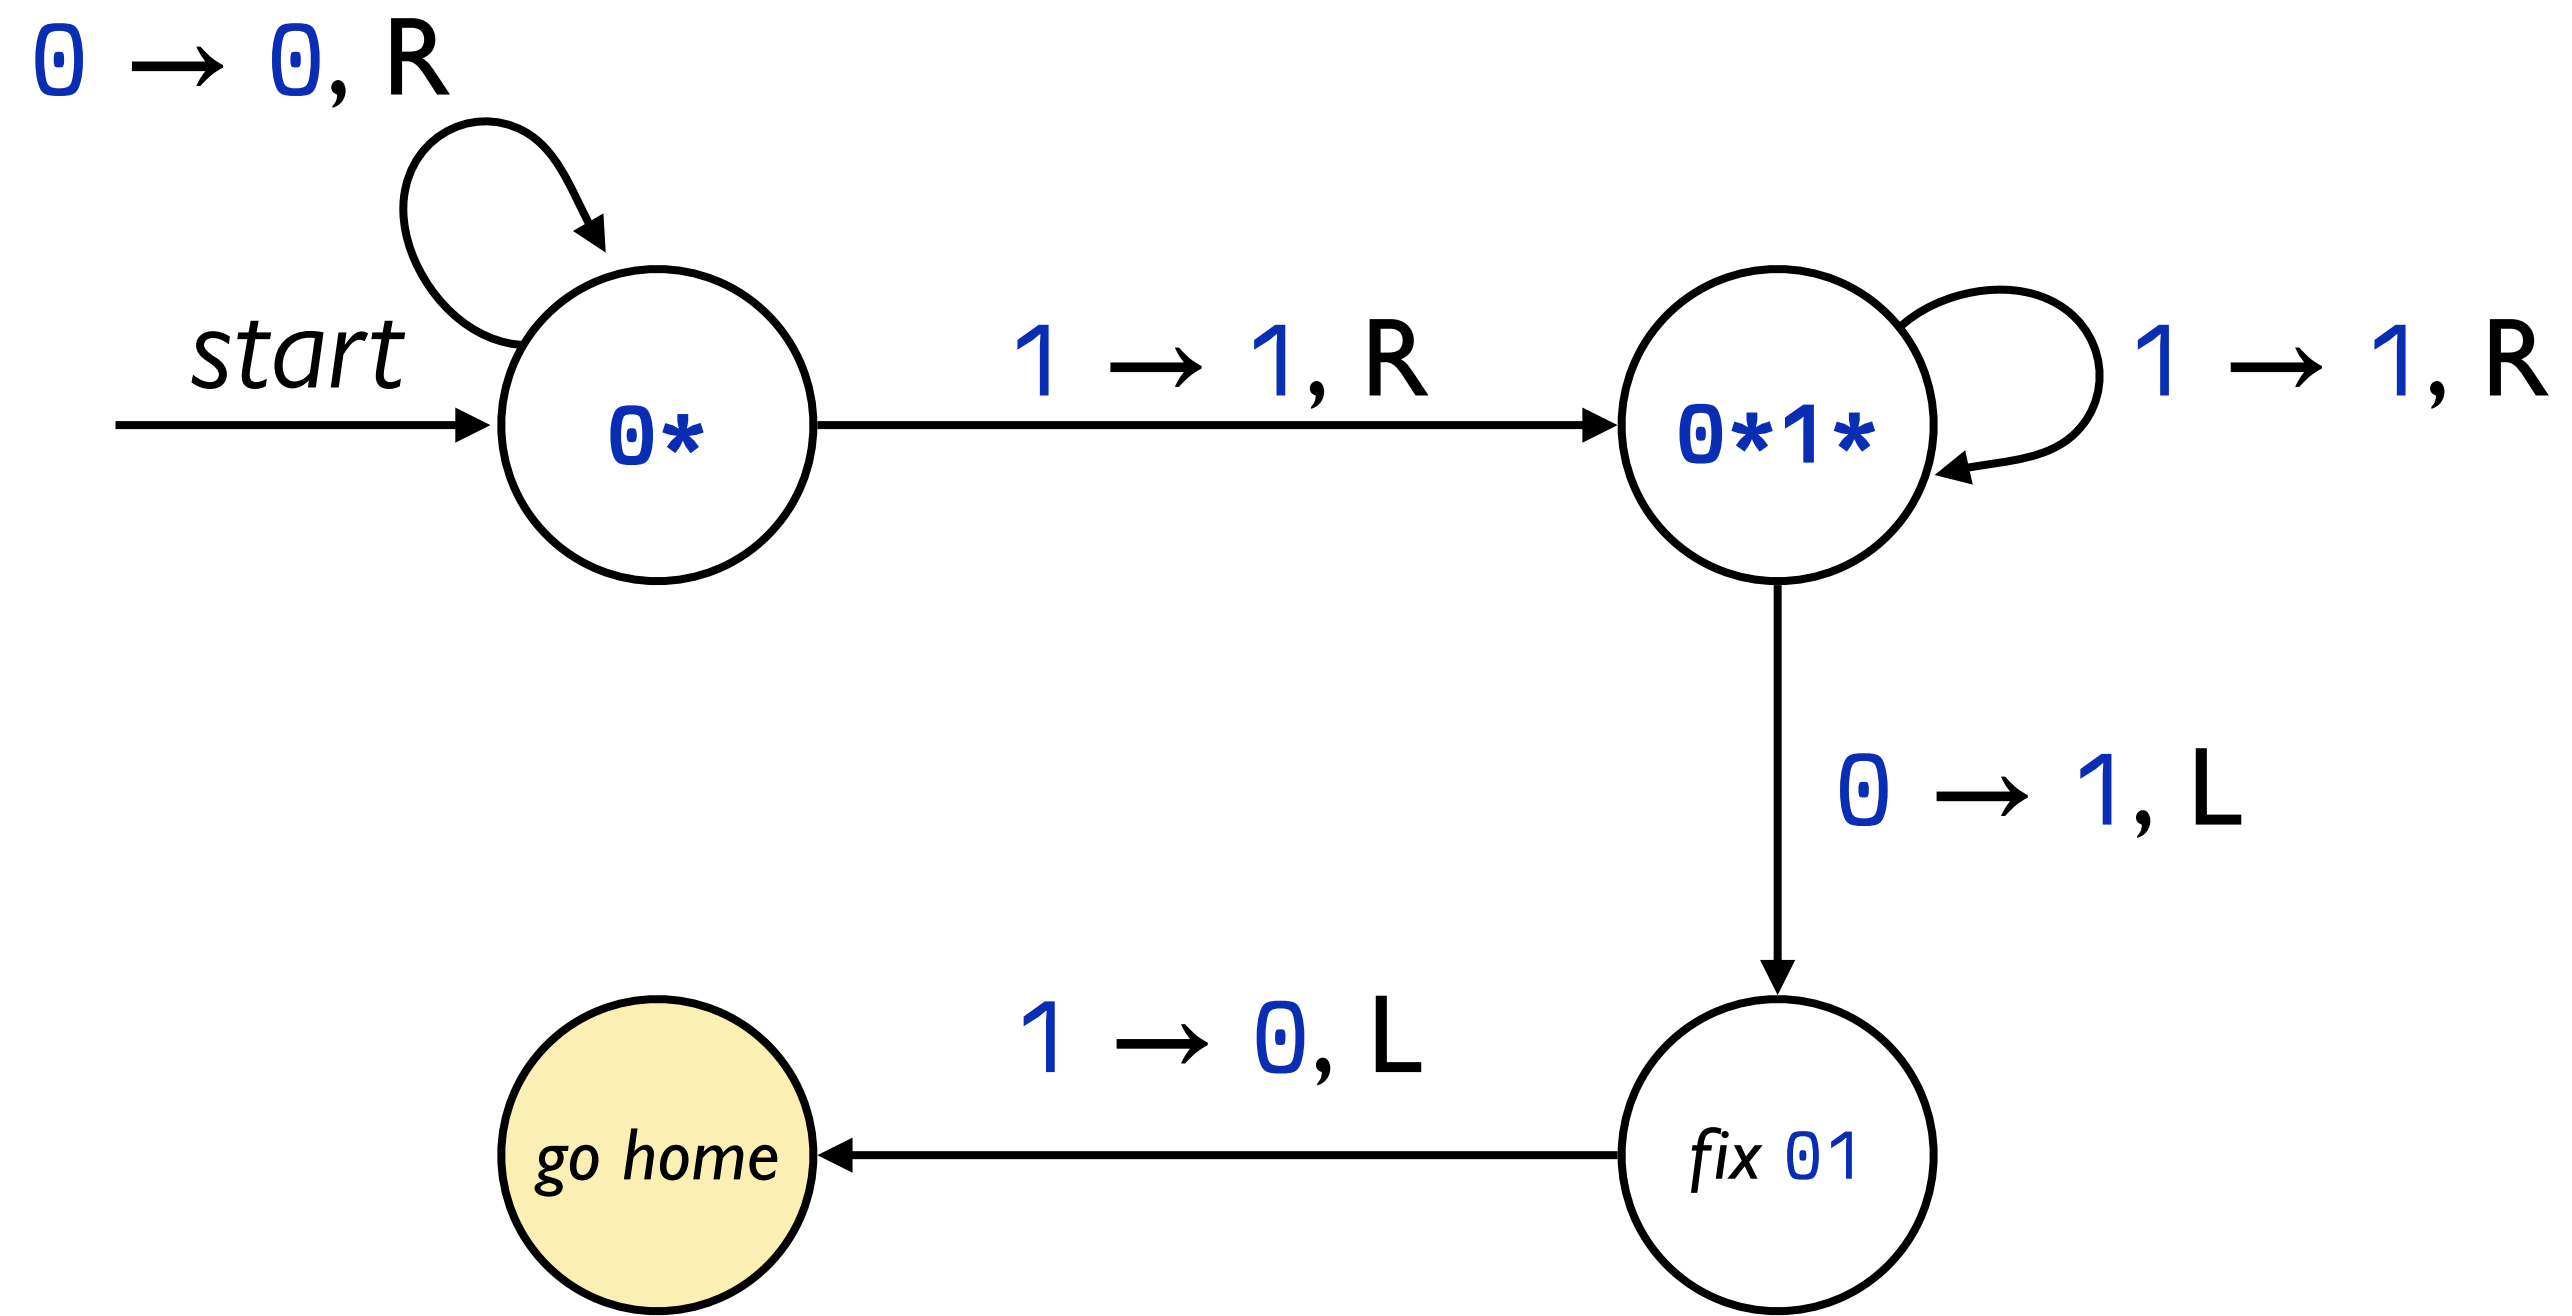 0 → 0, R
start
0*
1 → 1, R
0*1*
1 → 1, R
0 → 1, L
1 → 0, L
go home
fix 01